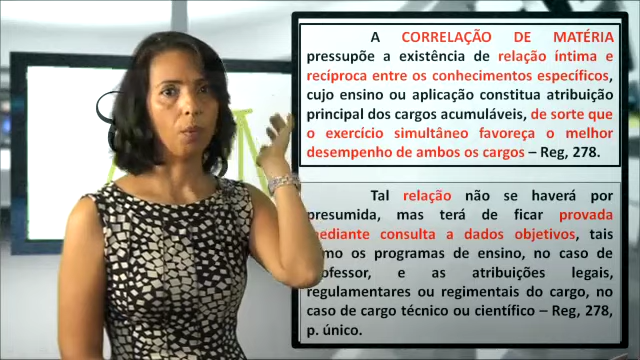 A CORRELAÇÃO DE MATÉRIA
pressupõe a existência de relação íntima e
recíproca entre os conhecimentos específicos,
cujo ensino ou aplicação constitua atribuição
principal dos cargos acumuláveis, de sorte que
o exercício simultâneo favoreça o melhor
desempenho de ambos os cargos – Reg, 278.
Tal relação não se haverá por
presumida, mas terá de ficar provada
mediante consulta a dados objetivos, tais
como os programas de ensino, no caso de
professor, e as atribuições legais,
regulamentares ou regimentais do cargo, no
caso de cargo técnico ou científico – Reg, 278,
p. único.